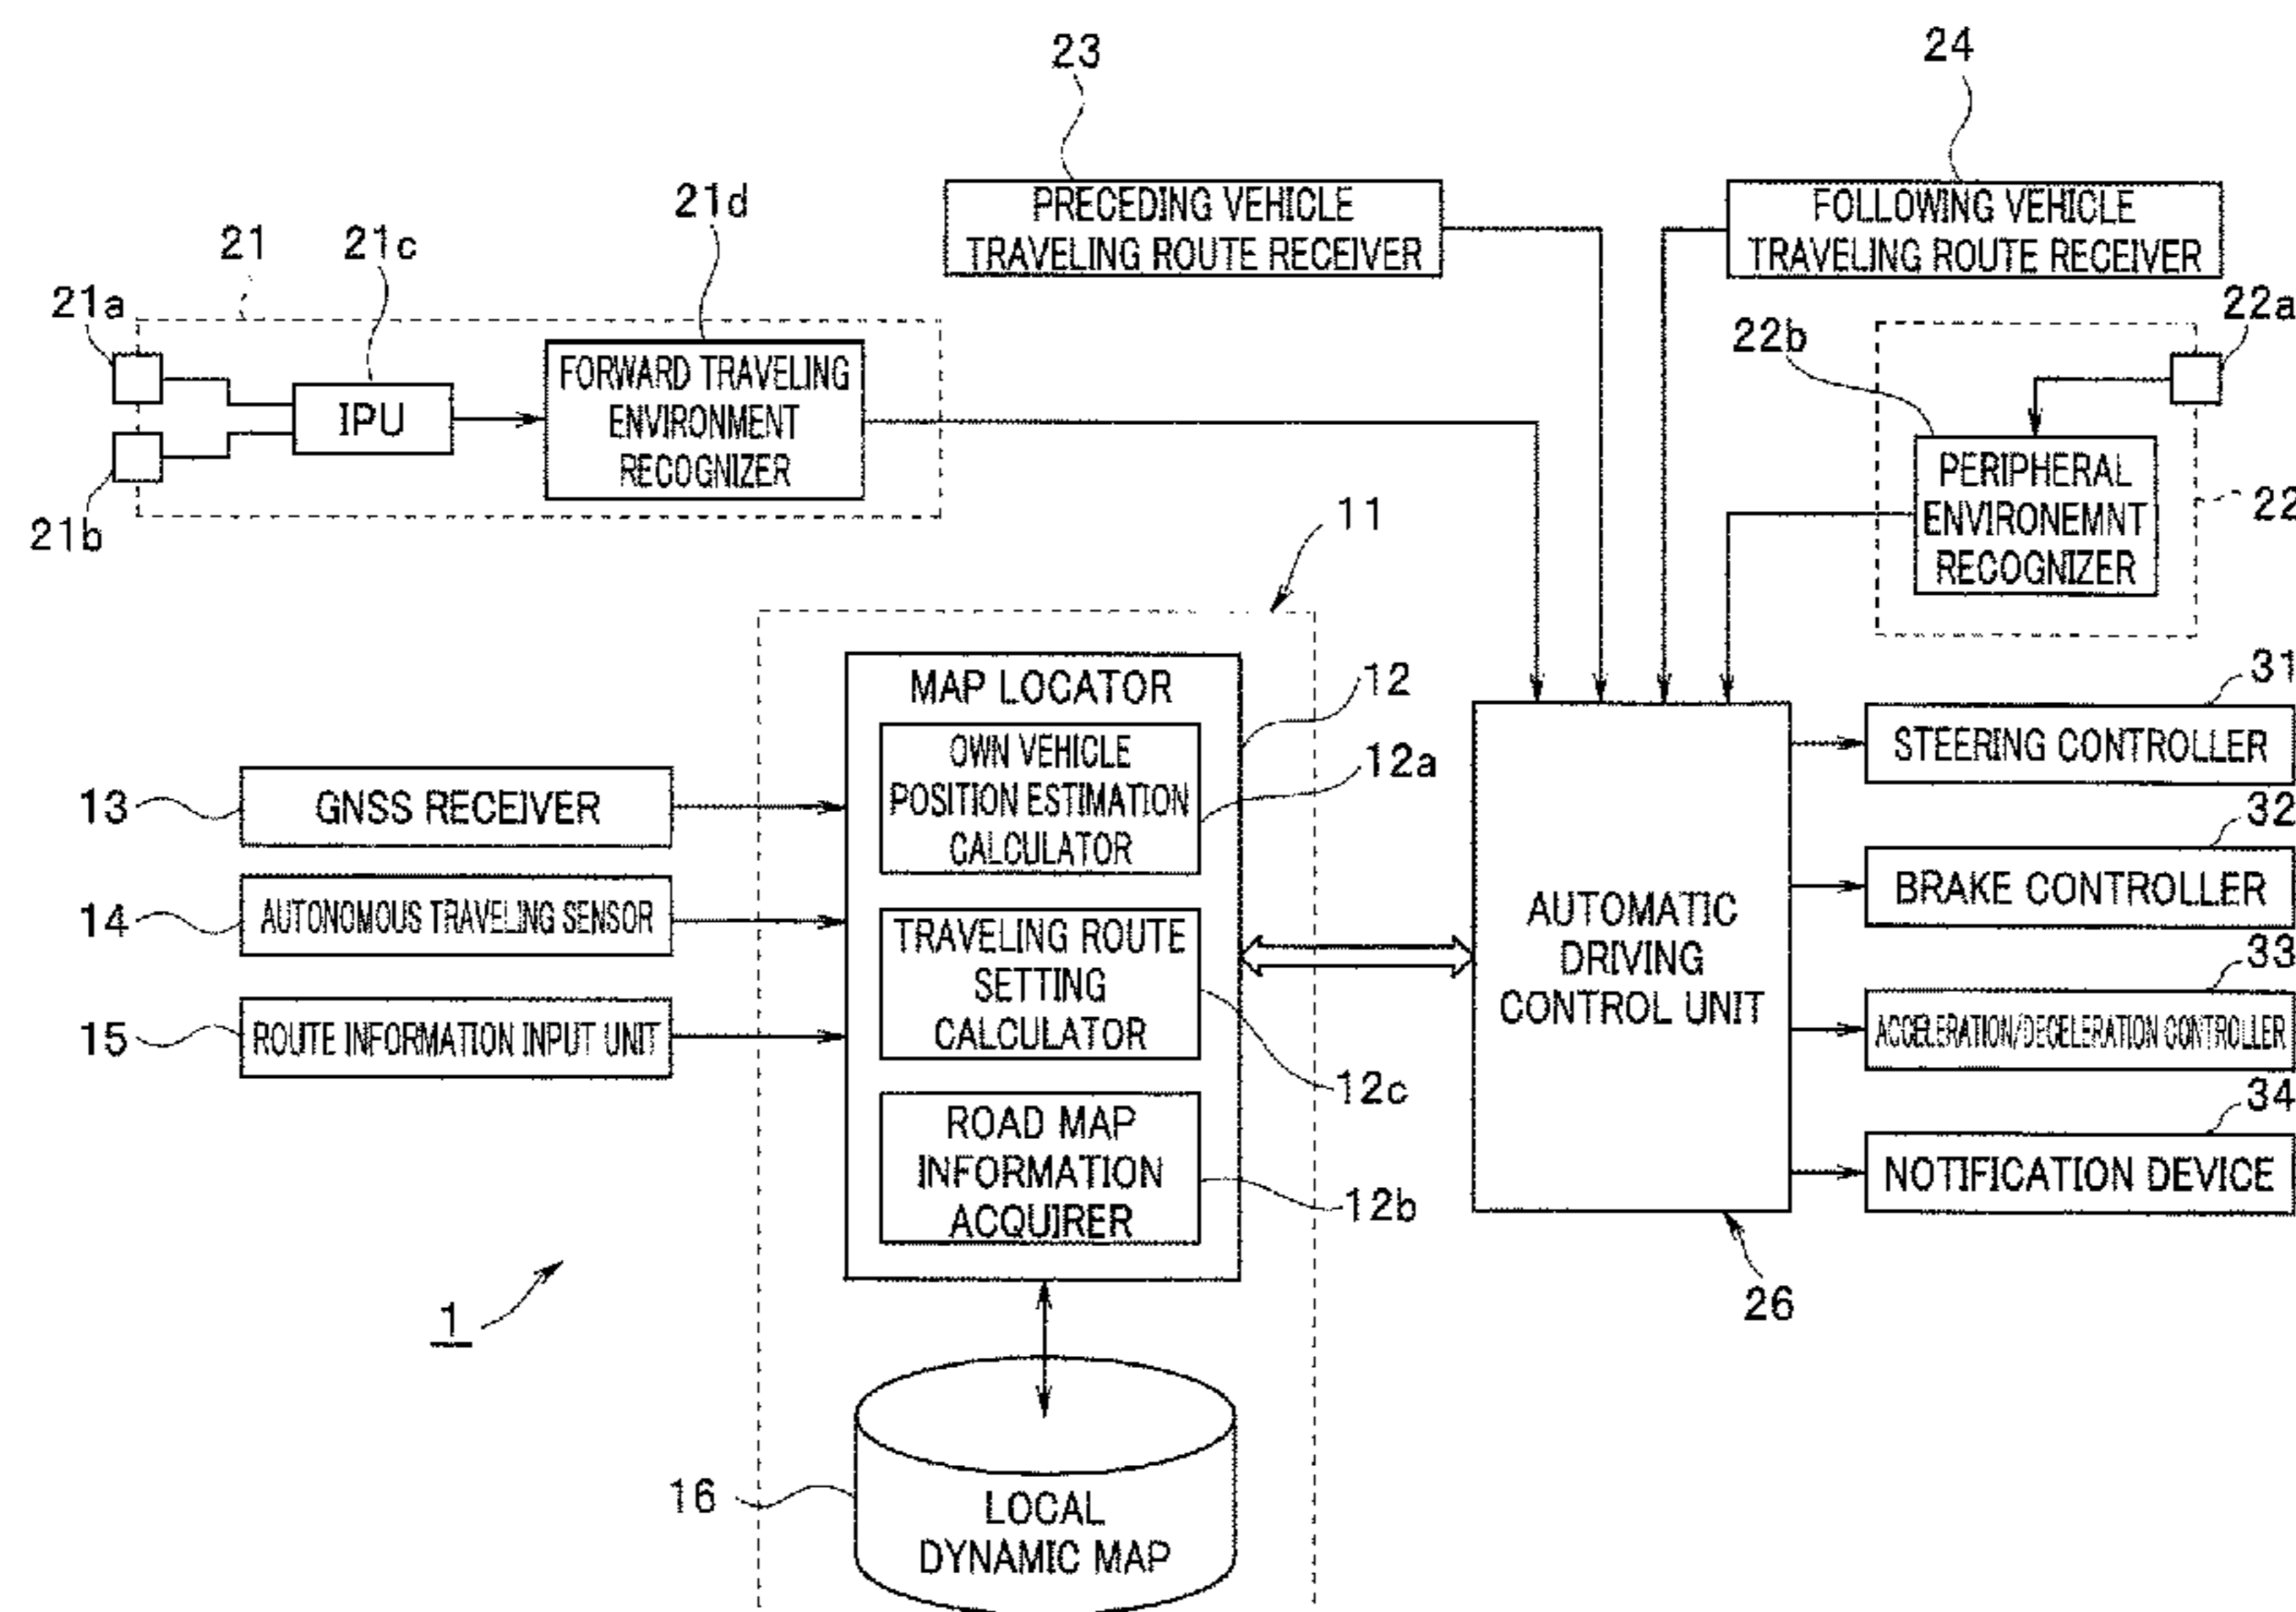 23
24
PRECEDING VEHICLE
TRAVELING ROUTE RECEIVER
FOLLOWING VEHICLE
TRAVELING ROUTE RECEIVER
21
21c
21d
21a
21b
IPU
FORWARD TRAVELING
ENVIRONMENT
RECOGNIZER
22a
22b
PERIPHERAL
ENVIRONEMNT
RECOGNIZER
22
11
MAP LOCATOR
12
OWN VEHICLE
POSITION ESTIMATION
CALCULATOR
12a
13
GNSS RECEIVER
14
AUTONOMOUS TRAVELING SENSOR
15
ROUTE INFORMATION INPUT UNIT
TRAVELING ROUTE
SETTING
CALCULATOR
12c
ROAD MAP
INFORMATION
ACQUIRER
12b
AUTOMATIC
DRIVING
CONTROL UNIT
26
31
STEERING CONTROLLER
32
BRAKE CONTROLLER
33
ACCELERATION/DECELERATION CONTROLLER
34
NOTIFICATION DEVICE
1
16
LOCAL
DYNAMIC MAP